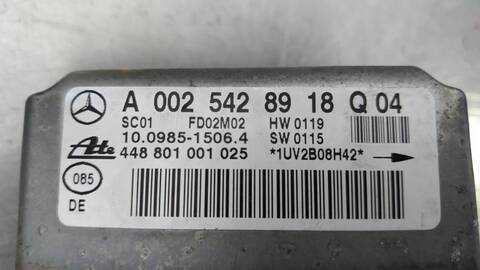 A 002 542 89 18 Q 04
SC01 FD02M02 HW 0119
Ate 10.0985-1506.4 SW 0115
448 801 001 025 *1UV2B08H42*
085
DE